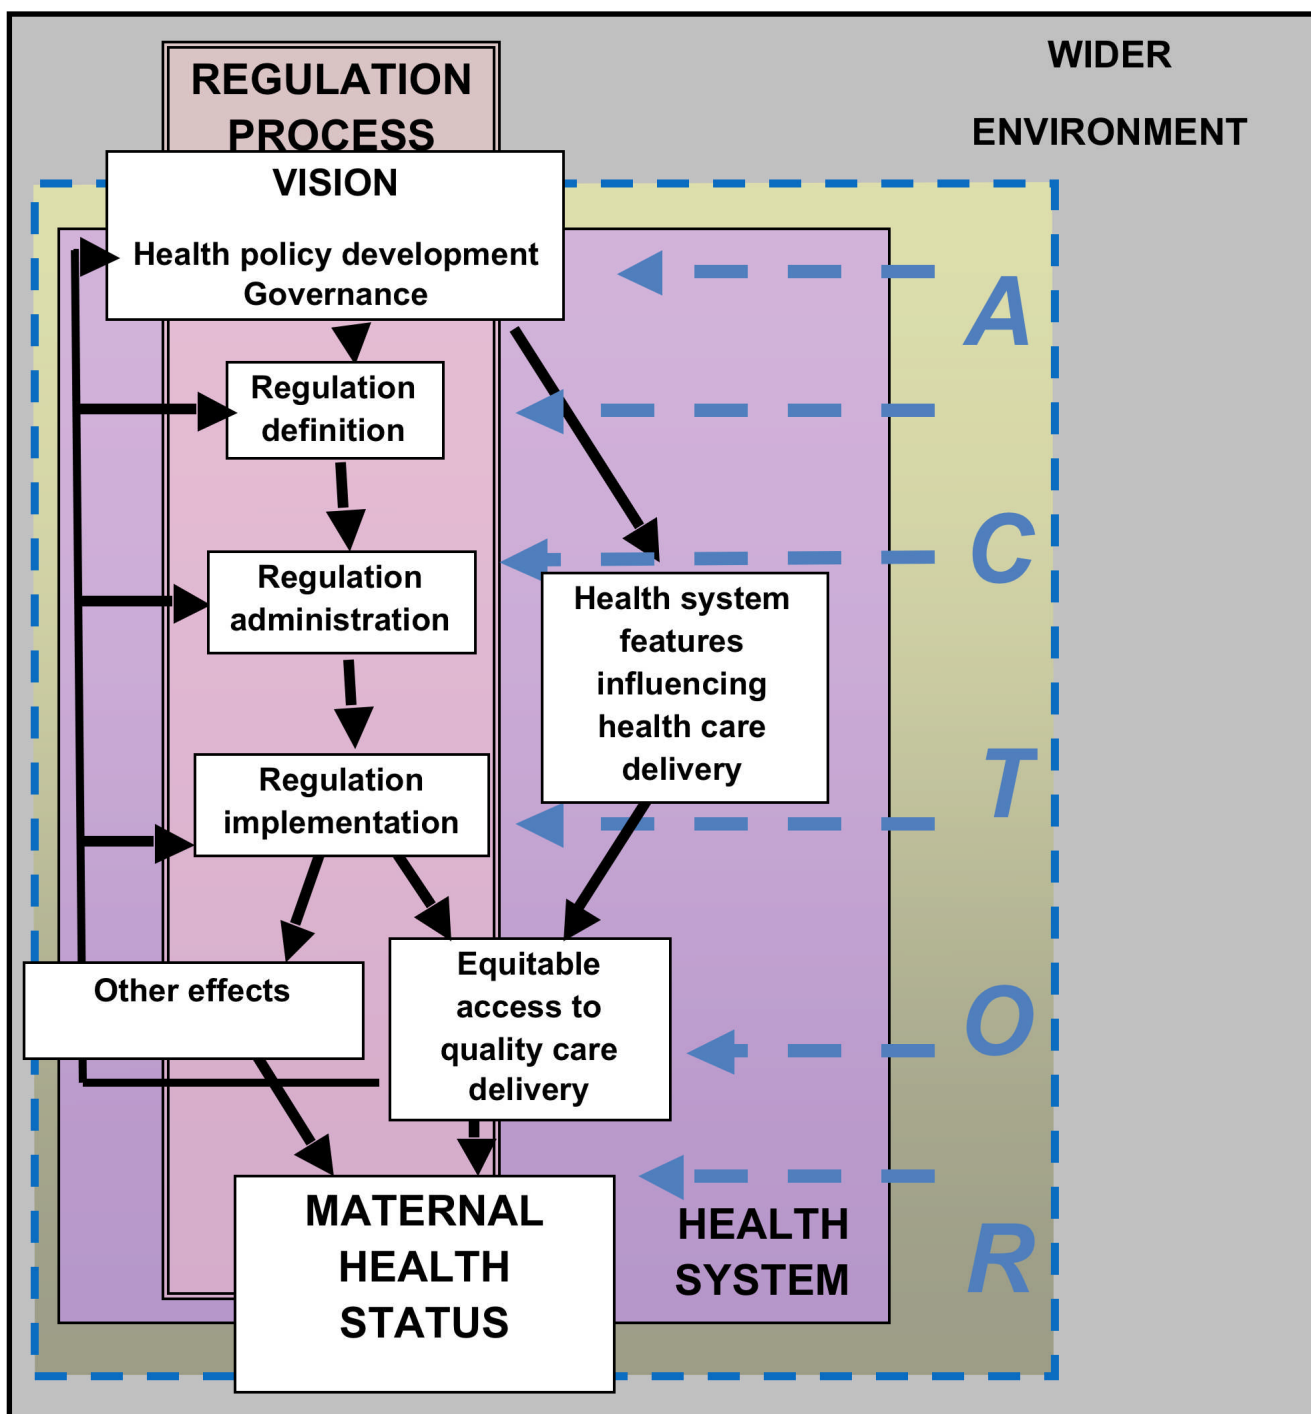 WIDER
ENVIRONMENT
REGULATION
PROCESS
VISION
Health policy development
Governance
Regulation
definition
Regulation
administration
Health system
features
influencing
health care
delivery
Regulation
implementation
Other effects
Equitable
access to
quality care
delivery
MATERNAL
HEALTH
STATUS
HEALTH
SYSTEM
A
C
T
O
R